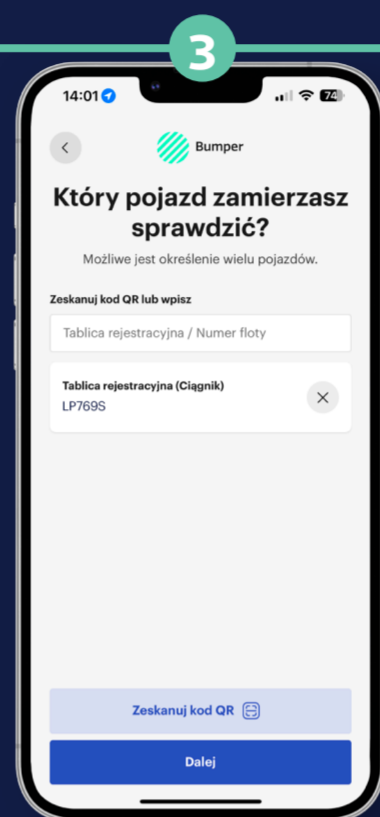 3
14:01
74
Bumper
Który pojazd zamierzasz
sprawdzić?
Możliwe jest określenie wielu pojazdów.
Zeskanuj kod QR lub wpisz
Tablica rejestracyjna / Numer floty
Tablica rejestracyjna (Ciągnik)
LP769S
Zeskanuj kod QR
Dalej